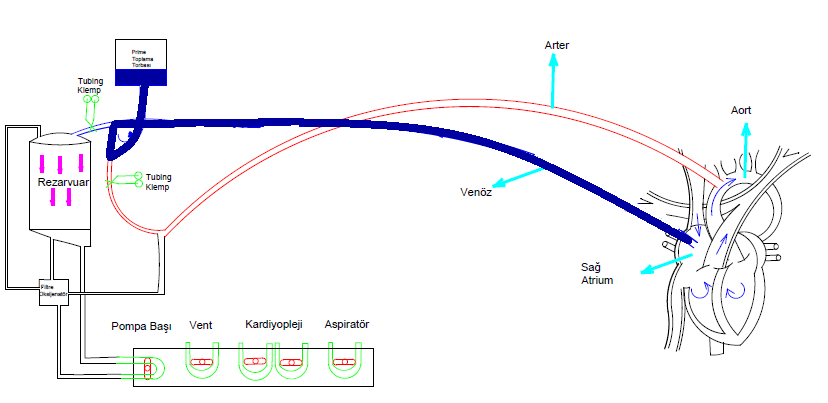 Prime
Toplama
Torbası
Arter
Tubing
Klemp
Aort
Rezarvuar
Tubing
Klemp
Venöz
Sağ
Atrium
Filtre
Oksijenatör
Pompa Başı
Vent
Kardiyopleji
Aspiratör